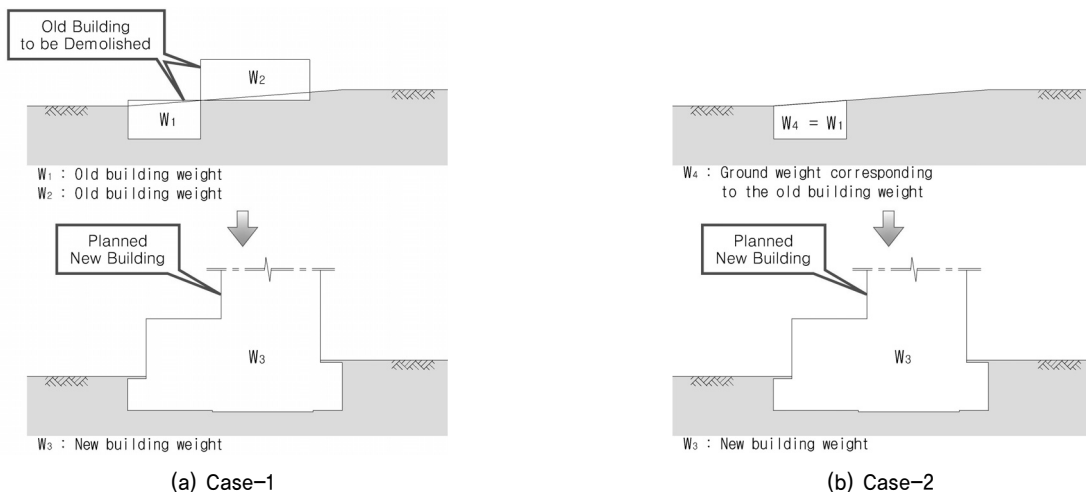 Old Building
to be Demolished
W₂
W₁
W₁ : Old building weight
W₂ : Old building weight
Planned
New Building
W₃
W₃ : New building weight
(a) Case-1
W₄ = W₁
W₄ : Ground weight corresponding
to the old building weight
Planned
New Building
W₃
W₃ : New building weight
(b) Case-2